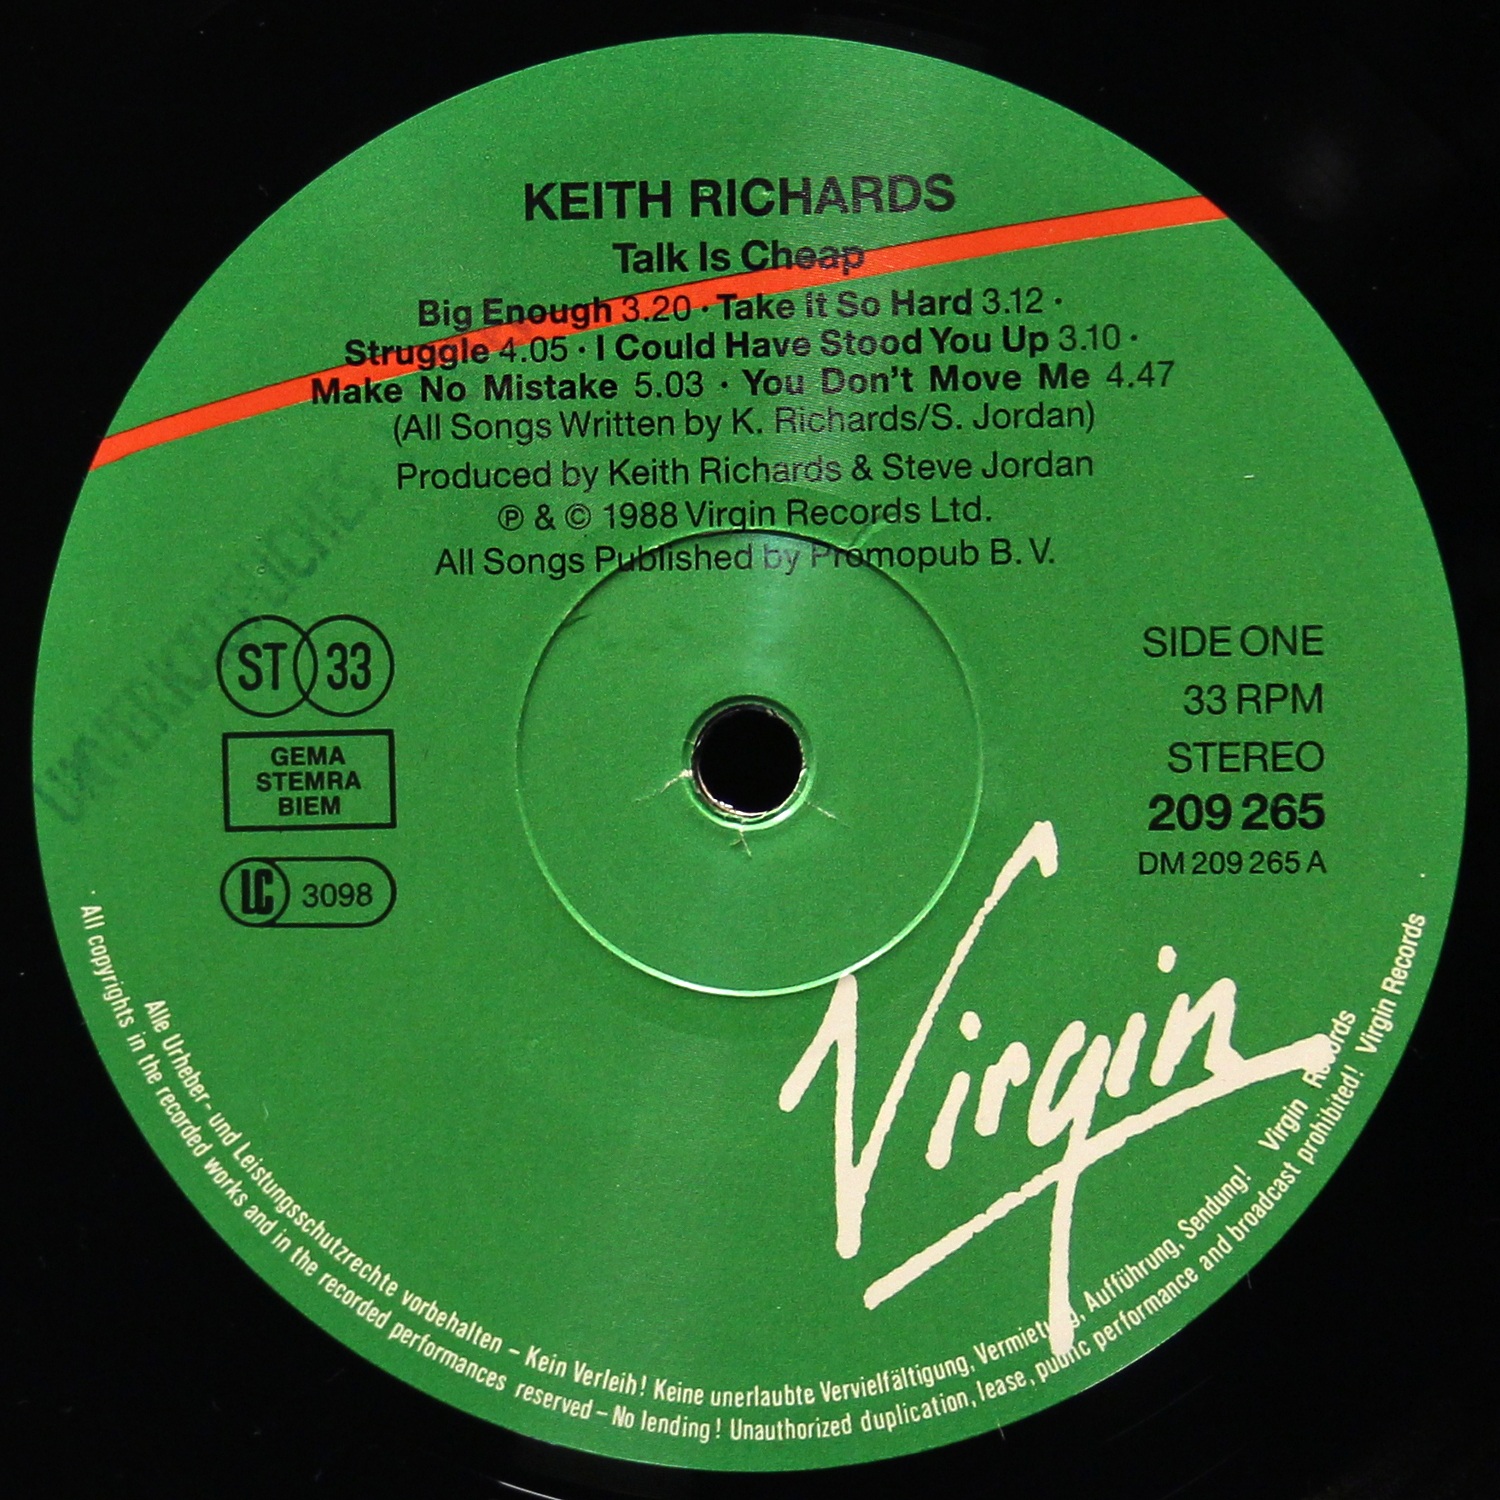 KEITH RICHARDS
Talk Is Cheap
Big Enough 3.20 · Take It So Hard 3.12 ·
Struggle 4.05 · I Could Have Stood You Up 3.10 ·
Make No Mistake 5.03 · You Don't Move Me 4.47
(All Songs Written by K. Richards/S. Jordan)
Produced by Keith Richards & Steve Jordan
℗ & © 1988 Virgin Records Ltd.
All Songs Published by Promopub B. V.
ST 33
GEMA
STEMRA
BIEM
LC 3098
SIDE ONE
33 RPM
STEREO
209 265
DM 209 265 A
Virgin
Alle Urheber- und Leistungsschutzrechte vorbehalten – Kein Verleih! Keine unerlaubte Vervielfältigung, Vermietung, Aufführung, Sendung! Virgin Records
All copyrights in the recorded works and in the recorded performances reserved – No lending! Unauthorized duplication, lease, public performance and broadcast prohibited! Virgin Records